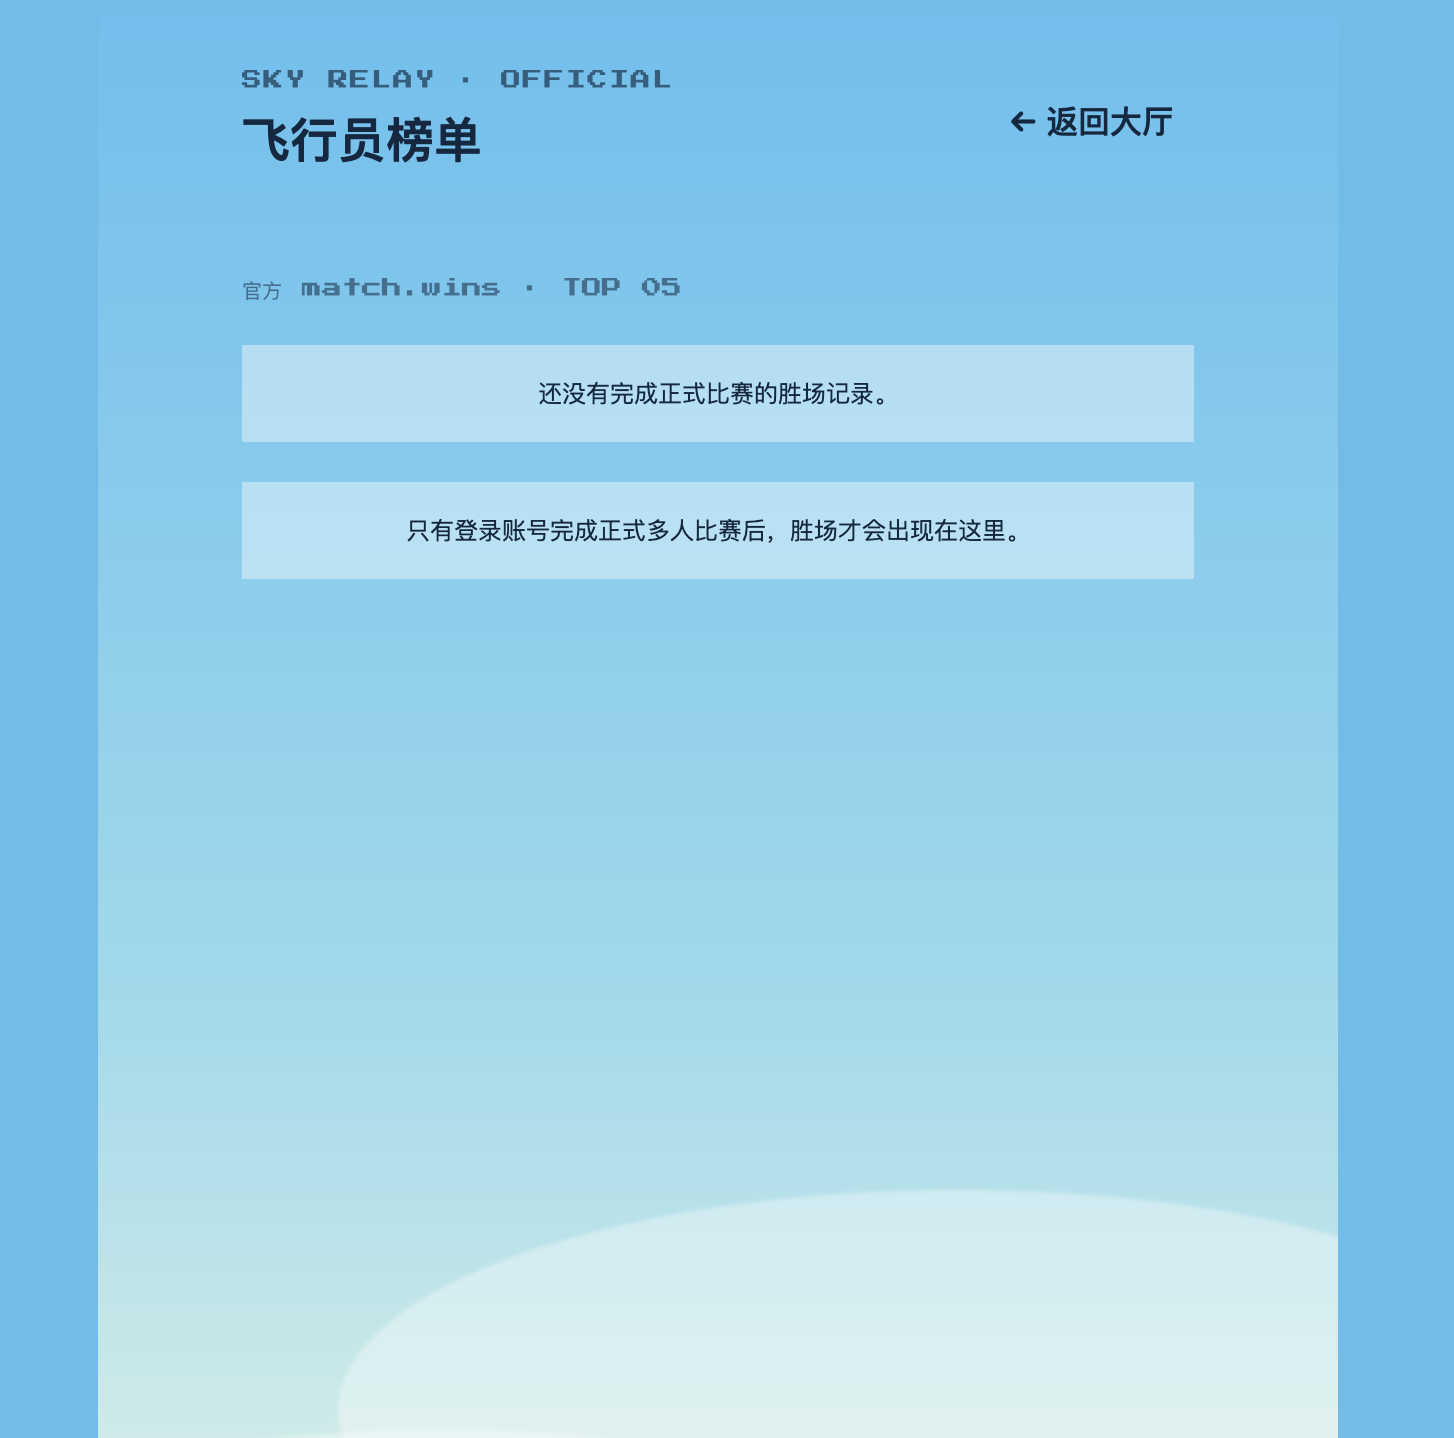 SKY RELAY · OFFICIAL
飞行员榜单
← 返回大厅
官方 match.wins · TOP 05
还没有完成正式比赛的胜场记录。
只有登录账号完成正式多人比赛后，胜场才会出现在这里。